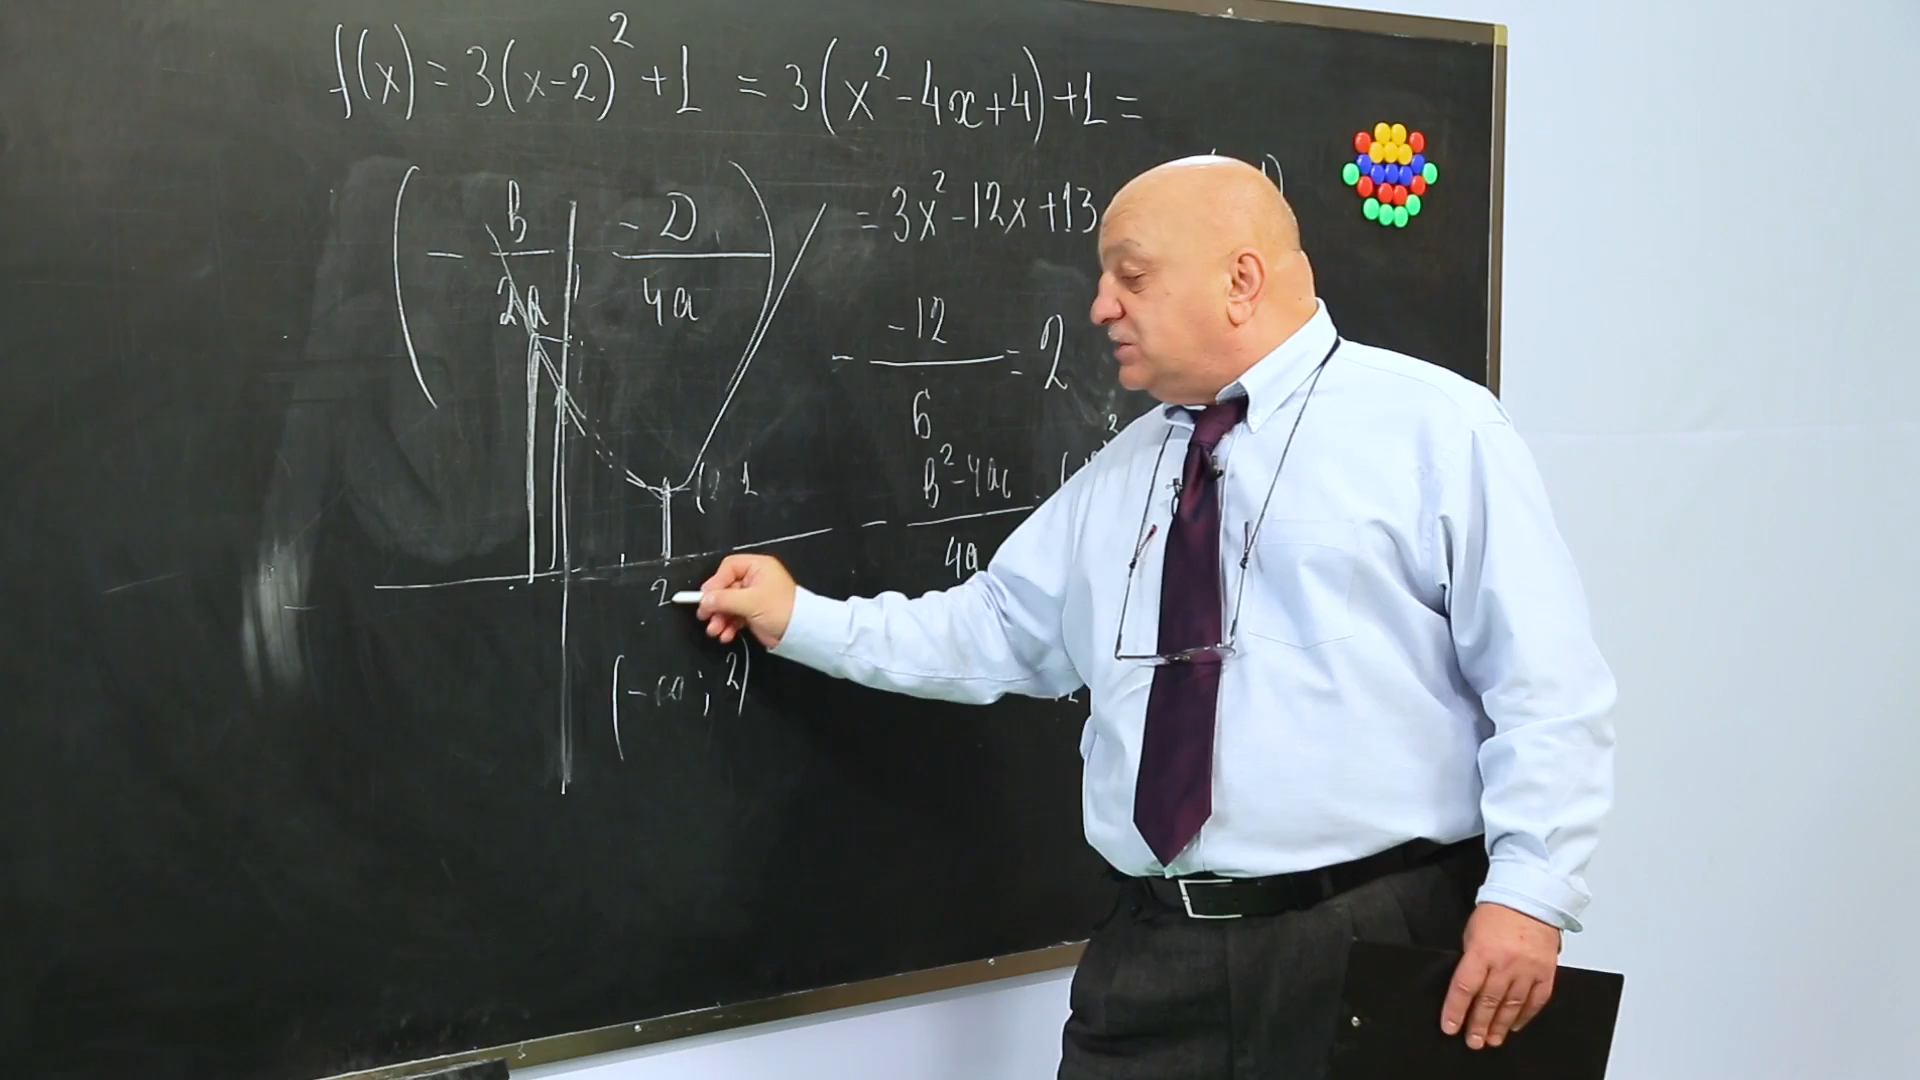 f(x) = 3(x-2)² + 1 = 3(x² - 4x + 4) + 1 =
= 3x² - 12x + 13
(- b/2a , -D/4a)
- -12/6 = 2
- b² - 4ac / 4a
1
2
(-∞; 2)